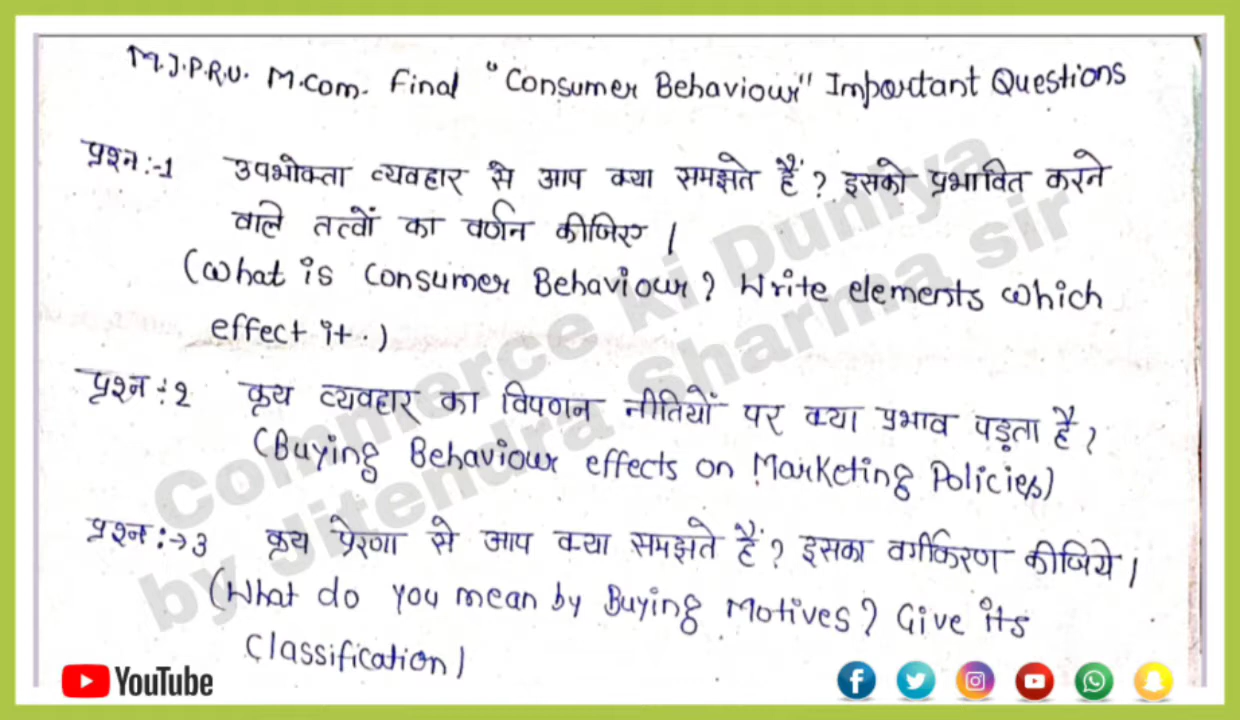 M.J.P.R.U. M.Com. Final "Consumer Behaviour" Important Questions
प्रश्न:-1 उपभोक्ता व्यवहार से आप क्या समझते हैं? इसको प्रभावित करने
वाले तत्वों का वर्णन कीजिए।
(What is Consumer Behaviour? Write elements which
effect it.)
प्रश्न ÷ 2 क्रय व्यवहार का विपणन नीतियों पर क्या प्रभाव पड़ता है?
(Buying Behaviour effects on Marketing Policies)
प्रश्न:→3 क्रय प्रेरणा से आप क्या समझते हैं? इसका वर्गीकरण कीजिये।
(What do you mean by Buying Motives? Give its
Classification)
Commerce ki Duniya
by Jitendra Sharma sir
YouTube